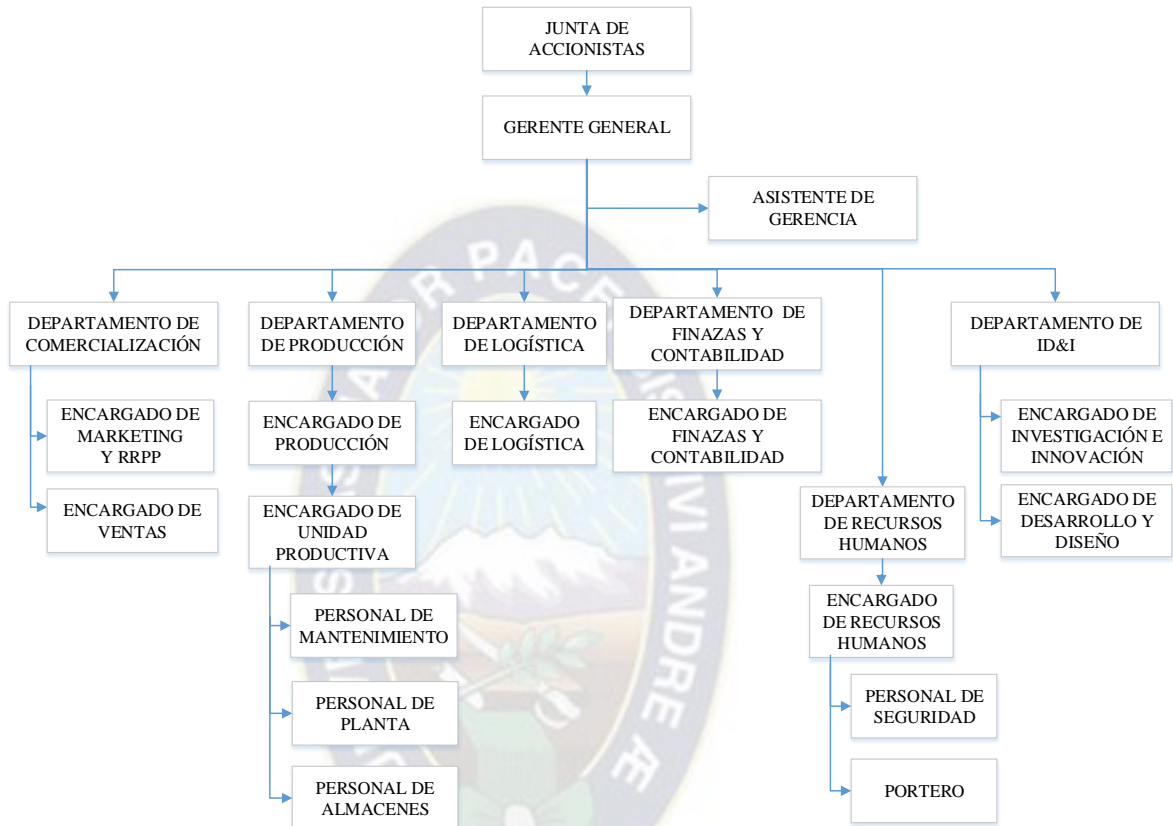 JUNTA DE
ACCIONISTAS
GERENTE GENERAL
ASISTENTE DE
GERENCIA
DEPARTAMENTO DE
COMERCIALIZACIÓN
DEPARTAMENTO
DE PRODUCCIÓN
DEPARTAMENTO
DE LOGÍSTICA
DEPARTAMENTO DE
FINAZAS Y
CONTABILIDAD
DEPARTAMENTO DE
ID&I
ENCARGADO DE
MARKETING
Y RRPP
ENCARGADO DE
PRODUCCIÓN
ENCARGADO
DE LOGÍSTICA
ENCARGADO DE
FINAZAS Y
CONTABILIDAD
ENCARGADO DE
INVESTIGACIÓN E
INNOVACIÓN
ENCARGADO DE
VENTAS
ENCARGADO DE
UNIDAD
PRODUCTIVA
DEPARTAMENTO
DE RECURSOS
HUMANOS
ENCARGADO DE
DESARROLLO Y
DISEÑO
PERSONAL DE
MANTENIMIENTO
ENCARGADO
DE RECURSOS
HUMANOS
PERSONAL DE
PLANTA
PERSONAL DE
SEGURIDAD
PERSONAL DE
ALMACENES
PORTERO